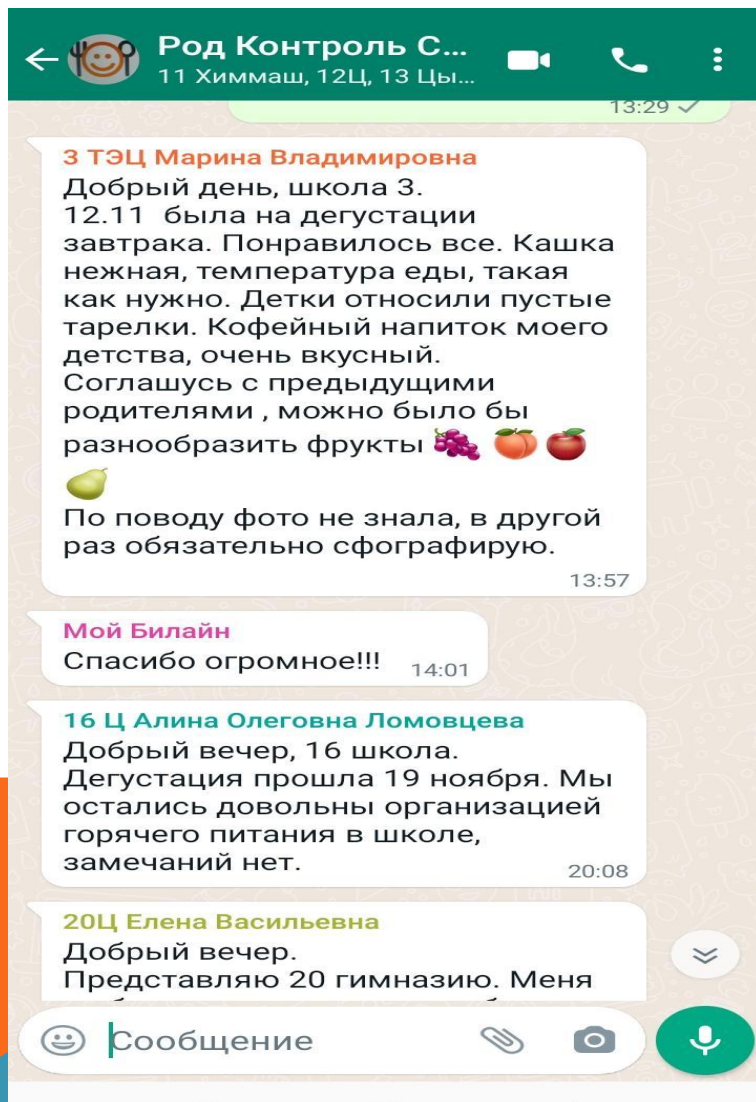 Род Контроль С...
11 Химмаш, 12Ц, 13 Цы...
13:29
3 ТЭЦ Марина Владимировна
Добрый день, школа 3.
12.11 была на дегустации
завтрака. Понравилось все. Кашка
нежная, температура еды, такая
как нужно. Детки относили пустые
тарелки. Кофейный напиток моего
детства, очень вкусный.
Соглашусь с предыдущими
родителями , можно было бы
разнообразить фрукты 🍇 🍑 🍎
🍐
По поводу фото не знала, в другой
раз обязательно сфографирую.
13:57
Мой Билайн
Спасибо огромное!!! 14:01
16 Ц Алина Олеговна Ломовцева
Добрый вечер, 16 школа.
Дегустация прошла 19 ноября. Мы
остались довольны организацией
горячего питания в школе,
замечаний нет. 20:08
20Ц Елена Васильевна
Добрый вечер.
Представляю 20 гимназию. Меня
Сообщение